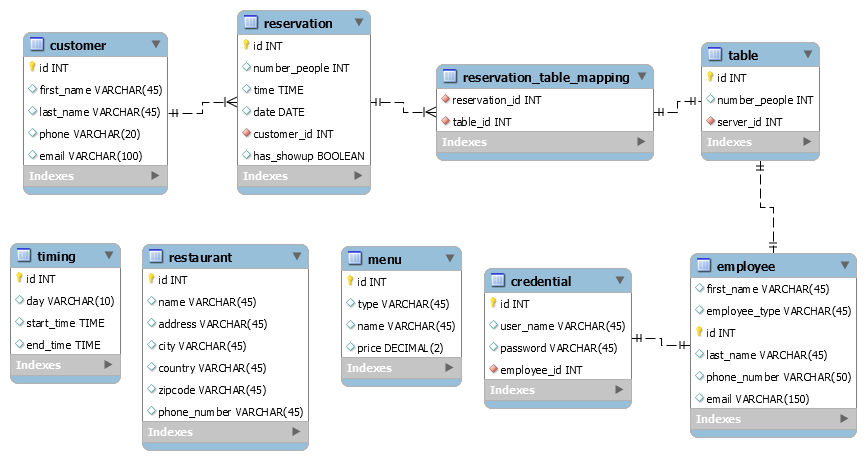 customer
id INT
first_name VARCHAR(45)
last_name VARCHAR(45)
phone VARCHAR(20)
email VARCHAR(100)
Indexes
reservation
id INT
number_people INT
time TIME
date DATE
customer_id INT
has_showup BOOLEAN
Indexes
reservation_table_mapping
reservation_id INT
table_id INT
Indexes
table
id INT
number_people INT
server_id INT
Indexes
timing
id INT
day VARCHAR(10)
start_time TIME
end_time TIME
Indexes
restaurant
id INT
name VARCHAR(45)
address VARCHAR(45)
city VARCHAR(45)
country VARCHAR(45)
zipcode VARCHAR(45)
phone_number VARCHAR(45)
Indexes
menu
id INT
type VARCHAR(45)
name VARCHAR(45)
price DECIMAL(2)
Indexes
credential
id INT
user_name VARCHAR(45)
password VARCHAR(45)
employee_id INT
Indexes
employee
first_name VARCHAR(45)
employee_type VARCHAR(45)
id INT
last_name VARCHAR(45)
phone_number VARCHAR(50)
email VARCHAR(150)
Indexes